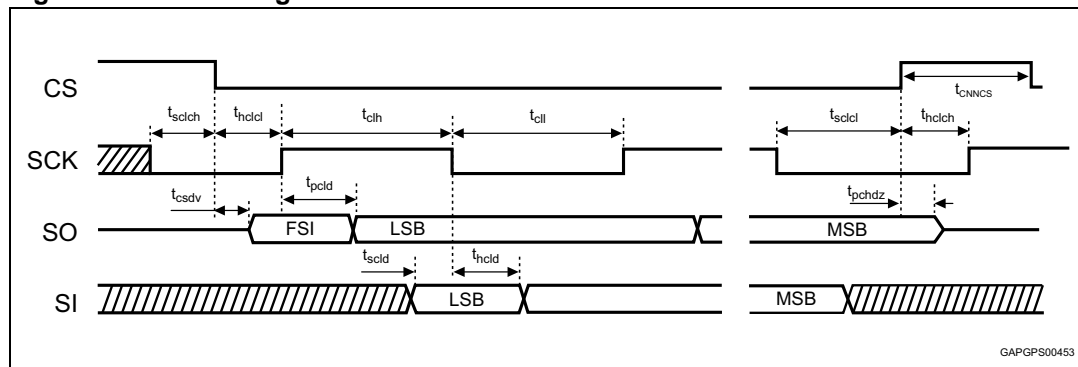 CS
t_CNNCS
t_sclch t_hclcl t_clh t_cll t_sclcl t_hclch
SCK
t_csdv t_pcld t_pchdz
SO FSI LSB MSB
t_scld t_hcld
SI LSB MSB
GAPGPS00453